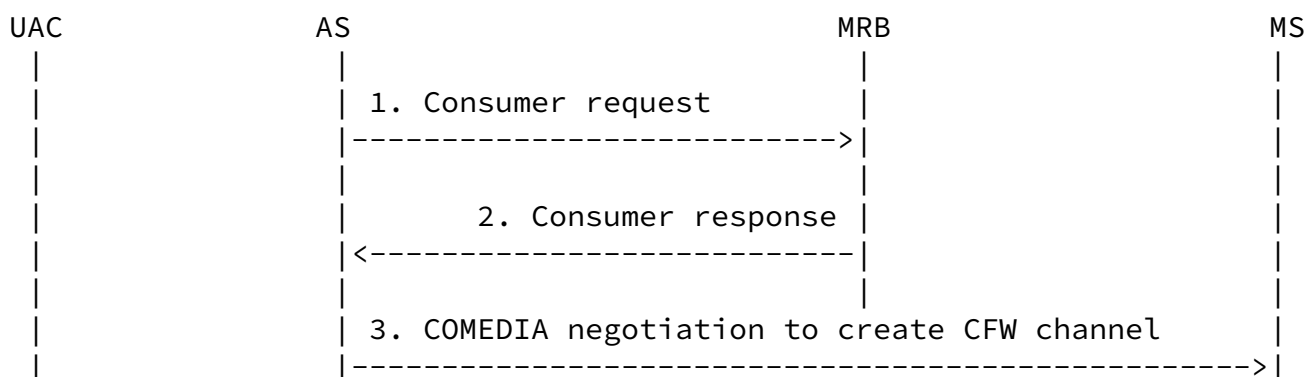 UAC AS MRB MS
1. Consumer request
2. Consumer response
3. COMEDIA negotiation to create CFW channel